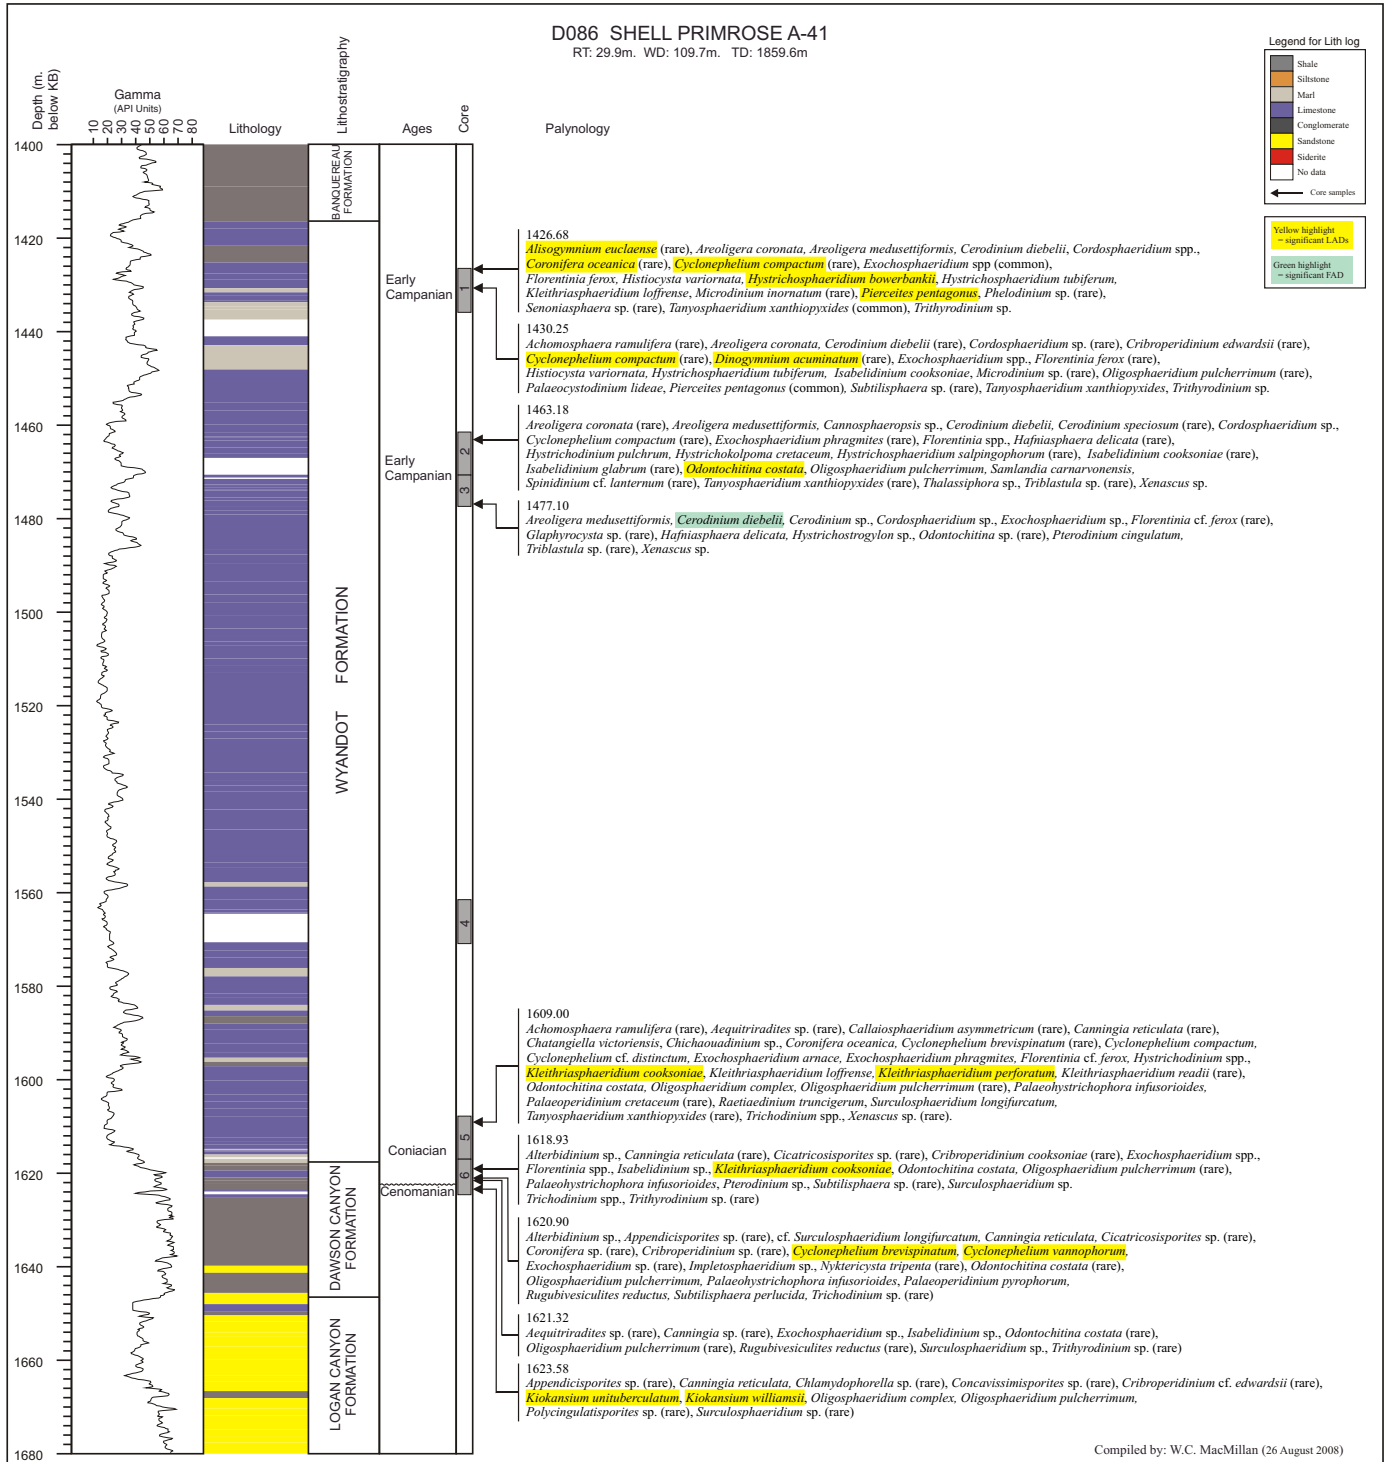 D086 SHELL PRIMROSE A-41
RT: 29.9m. WD: 109.7m. TD: 1859.6m
Legend for Lith log
Shale
Siltstone
Marl
Limestone
Conglomerate
Sandstone
Siderite
No data
Core samples
Yellow highlight
= significant LADs
Green highlight
= significant FAD
Depth (m. below KB)
Gamma
(API Units)
10 20 30 40 50 60 70 80
Lithology
Lithostratigraphy
Ages
Core
Palynology
1400
1420
1440
1460
1480
1500
1520
1540
1560
1580
1600
1620
1640
1660
1680
BANQUEREAU FORMATION
WYANDOT FORMATION
DAWSON CANYON FORMATION
LOGAN CANYON FORMATION
Early
Campanian
Early
Campanian
Coniacian
Cenomanian
1
2
3
4
5
6
1426.68
Alisogymnium euclaense (rare), Areoligera coronata, Areoligera medusettiformis, Cerodinium diebelii, Cordosphaeridium spp.,
Coronifera oceanica (rare), Cyclonephelium compactum (rare), Exochosphaeridium spp (common),
Florentinia ferox, Histiocysta variornata, Hystrichosphaeridium bowerbankii, Hystrichosphaeridium tubiferum,
Kleithriasphaeridium loffrense, Microdinium inornatum (rare), Pierceites pentagonus, Phelodinium sp. (rare),
Senoniasphaera sp. (rare), Tanyosphaeridium xanthiopyxides (common), Trithyrodinium sp.
1430.25
Achomosphaera ramulifera (rare), Areoligera coronata, Cerodinium diebelii (rare), Cordosphaeridium sp. (rare), Cribroperidinium edwardsii (rare),
Cyclonephelium compactum (rare), Dinogymnium acuminatum (rare), Exochosphaeridium spp., Florentinia ferox (rare),
Histiocysta variornata, Hystrichosphaeridium tubiferum, Isabelidinium cooksoniae, Microdinium sp. (rare), Oligosphaeridium pulcherrimum (rare),
Palaeocystodinium lideae, Pierceites pentagonus (common), Subtilisphaera sp. (rare), Tanyosphaeridium xanthiopyxides, Trithyrodinium sp.
1463.18
Areoligera coronata (rare), Areoligera medusettiformis, Cannosphaeropsis sp., Cerodinium diebelii, Cerodinium speciosum (rare), Cordosphaeridium sp.,
Cyclonephelium compactum (rare), Exochosphaeridium phragmites (rare), Florentinia spp., Hafniasphaera delicata (rare),
Hystrichodinium pulchrum, Hystrichokolpoma cretaceum, Hystrichosphaeridium salpingophorum (rare), Isabelidinium cooksoniae (rare),
Isabelidinium glabrum (rare), Odontochitina costata, Oligosphaeridium pulcherrimum, Samlandia carnarvonensis,
Spinidinium cf. lanternum (rare), Tanyosphaeridium xanthiopyxides (rare), Thalassiphora sp., Triblastula sp. (rare), Xenascus sp.
1477.10
Areoligera medusettiformis, Cerodinium diebelii, Cerodinium sp., Cordosphaeridium sp., Exochosphaeridium sp., Florentinia cf. ferox (rare),
Glaphyrocysta sp. (rare), Hafniasphaera delicata, Hystrichostrogylon sp., Odontochitina sp. (rare), Pterodinium cingulatum,
Triblastula sp. (rare), Xenascus sp.
1609.00
Achomosphaera ramulifera (rare), Aequitriradites sp. (rare), Callaiosphaeridium asymmetricum (rare), Canningia reticulata (rare),
Chatangiella victoriensis, Chichaouadinium sp., Coronifera oceanica, Cyclonephelium brevispinatum (rare), Cyclonephelium compactum,
Cyclonephelium cf. distinctum, Exochosphaeridium arnace, Exochosphaeridium phragmites, Florentinia cf. ferox, Hystrichodinium spp.,
Kleithriasphaeridium cooksoniae, Kleithriasphaeridium loffrense, Kleithriasphaeridium perforatum, Kleithriasphaeridium readii (rare),
Odontochitina costata, Oligosphaeridium complex, Oligosphaeridium pulcherrimum (rare), Palaeohystrichophora infusorioides,
Palaeoperidinium cretaceum (rare), Raetiaedinium truncigerum, Surculosphaeridium longifurcatum,
Tanyosphaeridium xanthiopyxides (rare), Trichodinium spp., Xenascus sp. (rare).
1618.93
Alterbidinium sp., Canningia reticulata (rare), Cicatricosisporites sp. (rare), Cribroperidinium cooksoniae (rare), Exochosphaeridium spp.,
Florentinia spp., Isabelidinium sp., Kleithriasphaeridium cooksoniae, Odontochitina costata, Oligosphaeridium pulcherrimum (rare),
Palaeohystrichophora infusorioides, Pterodinium sp., Subtilisphaera sp. (rare), Surculosphaeridium sp.
Trichodinium spp., Trithyrodinium sp. (rare)
1620.90
Alterbidinium sp., Appendicisporites sp. (rare), cf. Surculosphaeridium longifurcatum, Canningia reticulata, Cicatricosisporites sp. (rare),
Coronifera sp. (rare), Cribroperidinium sp. (rare), Cyclonephelium brevispinatum, Cyclonephelium vannophorum,
Exochosphaeridium sp. (rare), Impletosphaeridium sp., Nyktericysta tripenta (rare), Odontochitina costata (rare),
Oligosphaeridium pulcherrimum, Palaeohystrichophora infusorioides, Palaeoperidinium pyrophorum,
Rugubivesiculites reductus, Subtilisphaera perlucida, Trichodinium sp. (rare)
1621.32
Aequitriradites sp. (rare), Canningia sp. (rare), Exochosphaeridium sp., Isabelidinium sp., Odontochitina costata (rare),
Oligosphaeridium pulcherrimum (rare), Rugubivesiculites reductus (rare), Surculosphaeridium sp., Trithyrodinium sp. (rare)
1623.58
Appendicisporites sp. (rare), Canningia reticulata, Chlamydophorella sp. (rare), Concavissimisporites sp. (rare), Cribroperidinium cf. edwardsii (rare),
Kiokansium unituberculatum, Kiokansium williamsii, Oligosphaeridium complex, Oligosphaeridium pulcherrimum,
Polycingulatisporites sp. (rare), Surculosphaeridium sp. (rare)
Compiled by: W.C. MacMillan (26 August 2008)